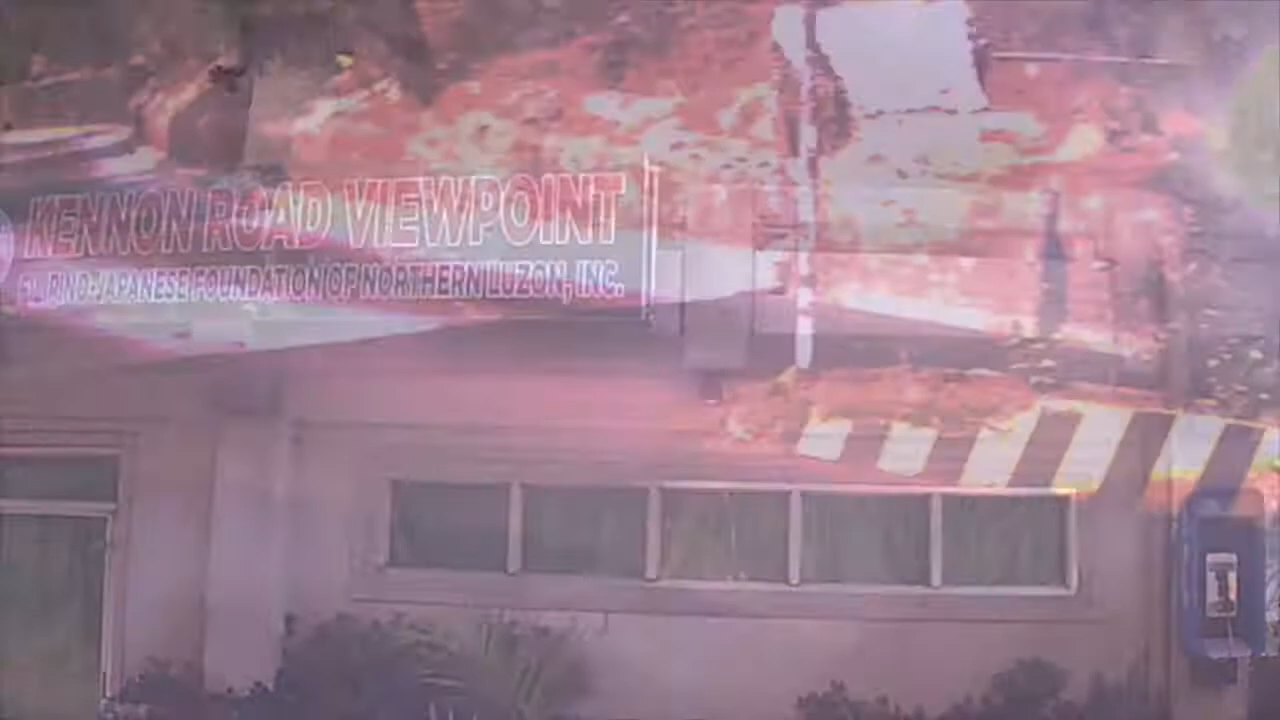 KENNON ROAD VIEWPOINT
FILIPINO-JAPANESE FOUNDATION OF NORTHERN LUZON, INC.